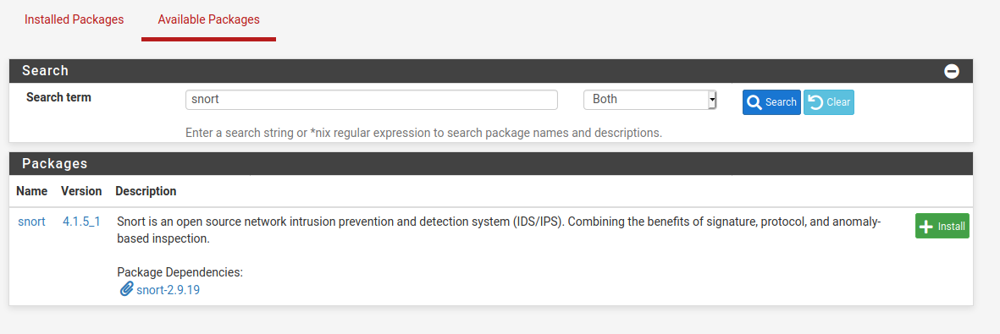 Installed Packages Available Packages
Search
Search term snort Both Search Clear
Enter a search string or *nix regular expression to search package names and descriptions.
Packages
Name Version Description
snort 4.1.5_1 Snort is an open source network intrusion prevention and detection system (IDS/IPS). Combining the benefits of signature, protocol, and anomaly- Install
based inspection.
Package Dependencies:
snort-2.9.19